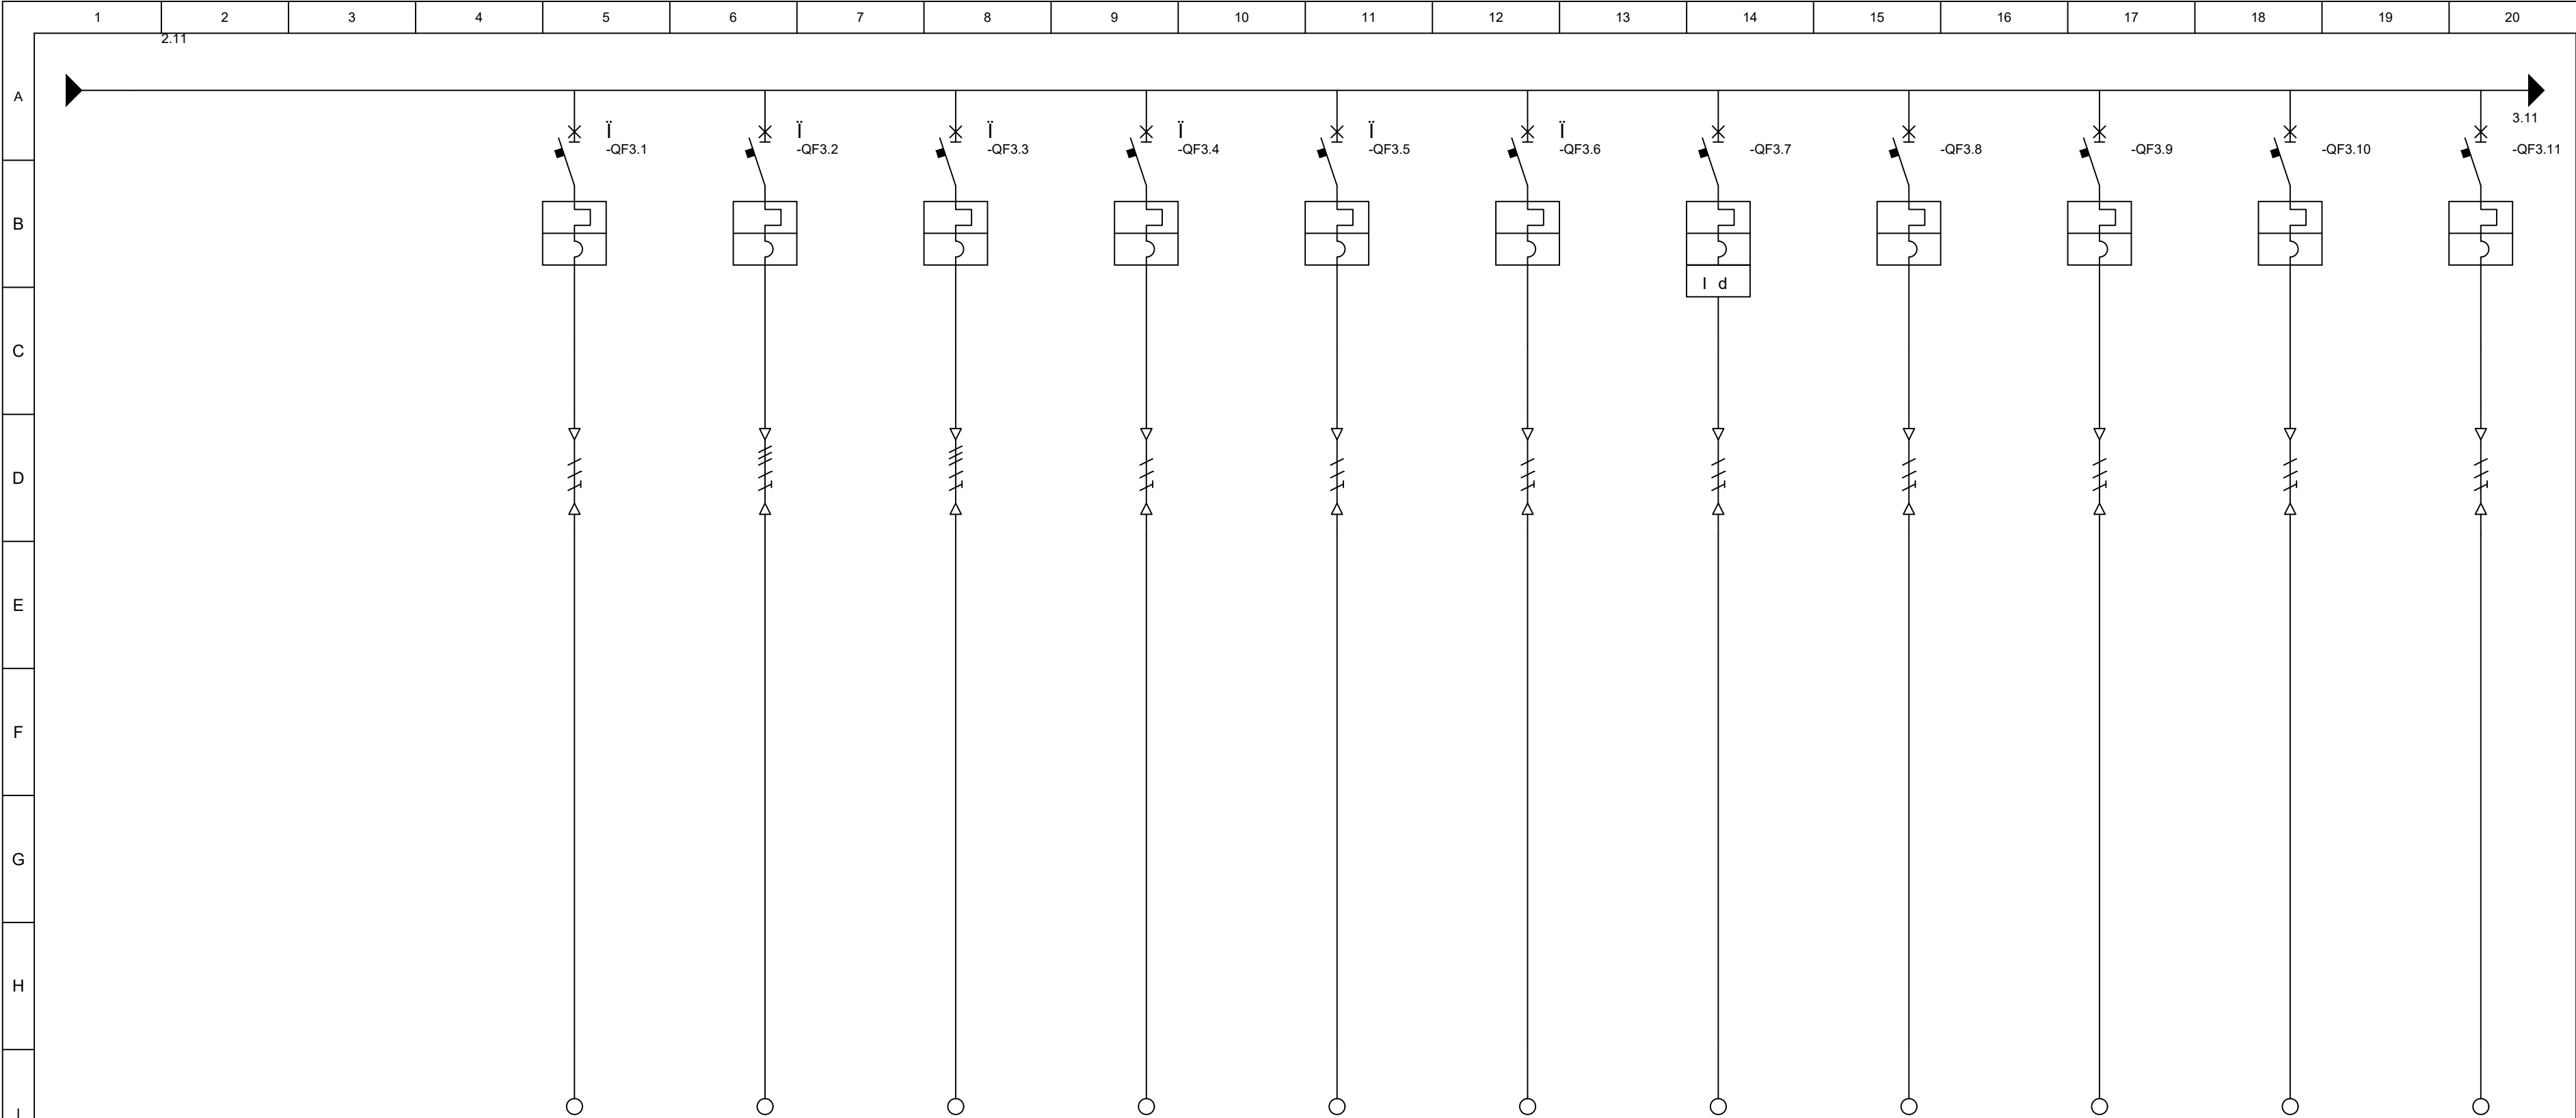 1 2 3 4 5 6 7 8 9 10 11 12 13 14 15 16 17 18 19 20
2.11
A
3.11
Ï Ï Ï Ï Ï Ï
-QF3.1 -QF3.2 -QF3.3 -QF3.4 -QF3.5 -QF3.6 -QF3.7 -QF3.8 -QF3.9 -QF3.10 -QF3.11
B
I d
C
D
E
F
G
H
I